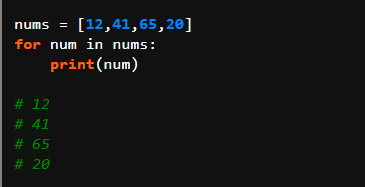 nums = [12,41,65,20]
for num in nums:
    print(num)

# 12
# 41
# 65
# 20